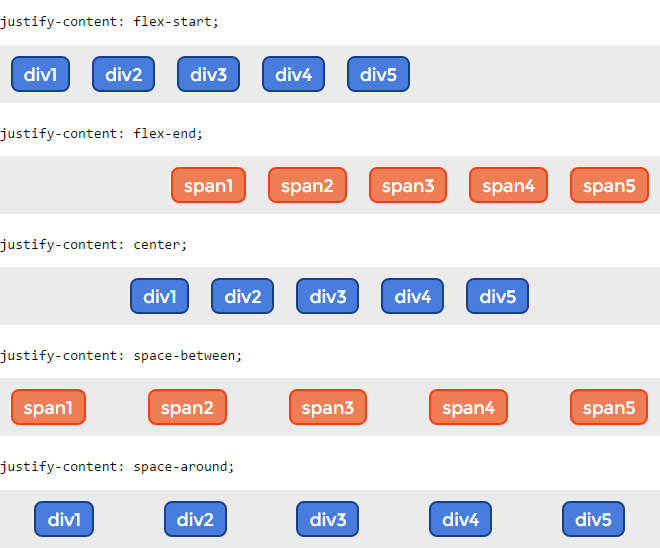 justify-content: flex-start;
div1 div2 div3 div4 div5
justify-content: flex-end;
span1 span2 span3 span4 span5
justify-content: center;
div1 div2 div3 div4 div5
justify-content: space-between;
span1 span2 span3 span4 span5
justify-content: space-around;
div1 div2 div3 div4 div5